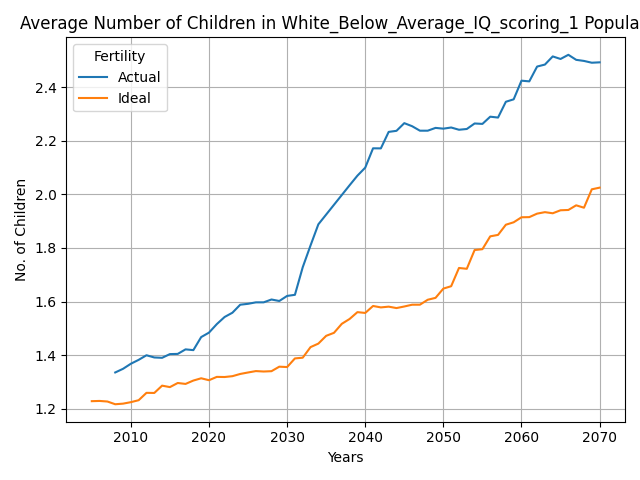 Average Number of Children in White_Below_Average_IQ_scoring_1 Popula
Fertility
Actual
Ideal
No. of Children
2.4
2.2
2.0
1.8
1.6
1.4
1.2
2010 2020 2030 2040 2050 2060 2070
Years